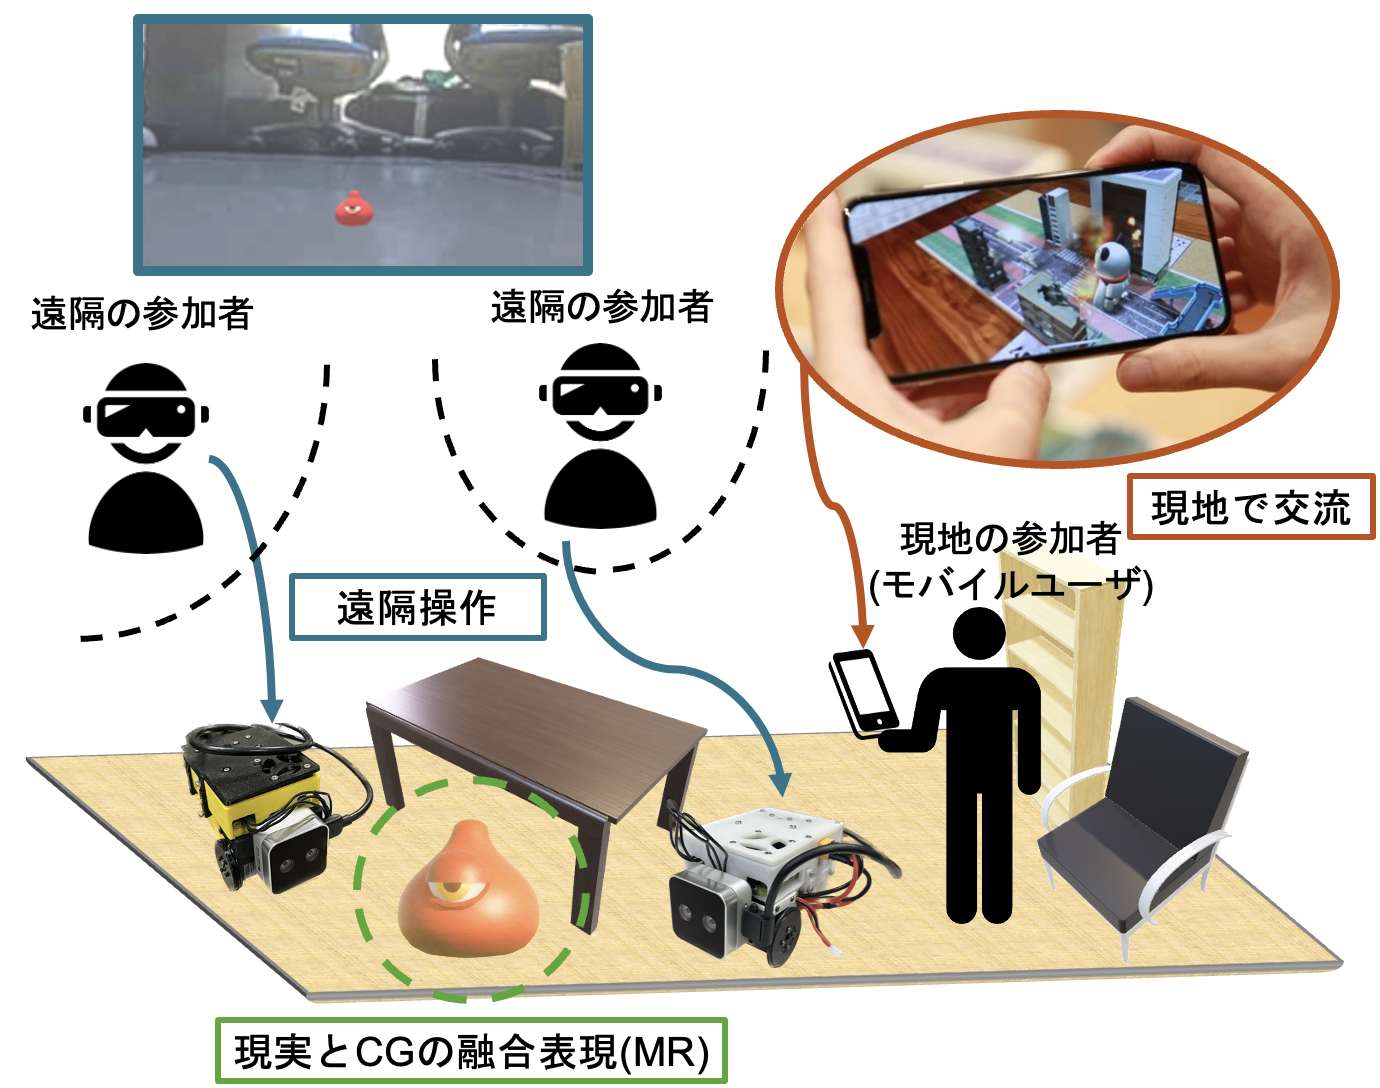 遠隔の参加者
遠隔の参加者
現地で交流
現地の参加者
(モバイルユーザ)
遠隔操作
現実とCGの融合表現(MR)